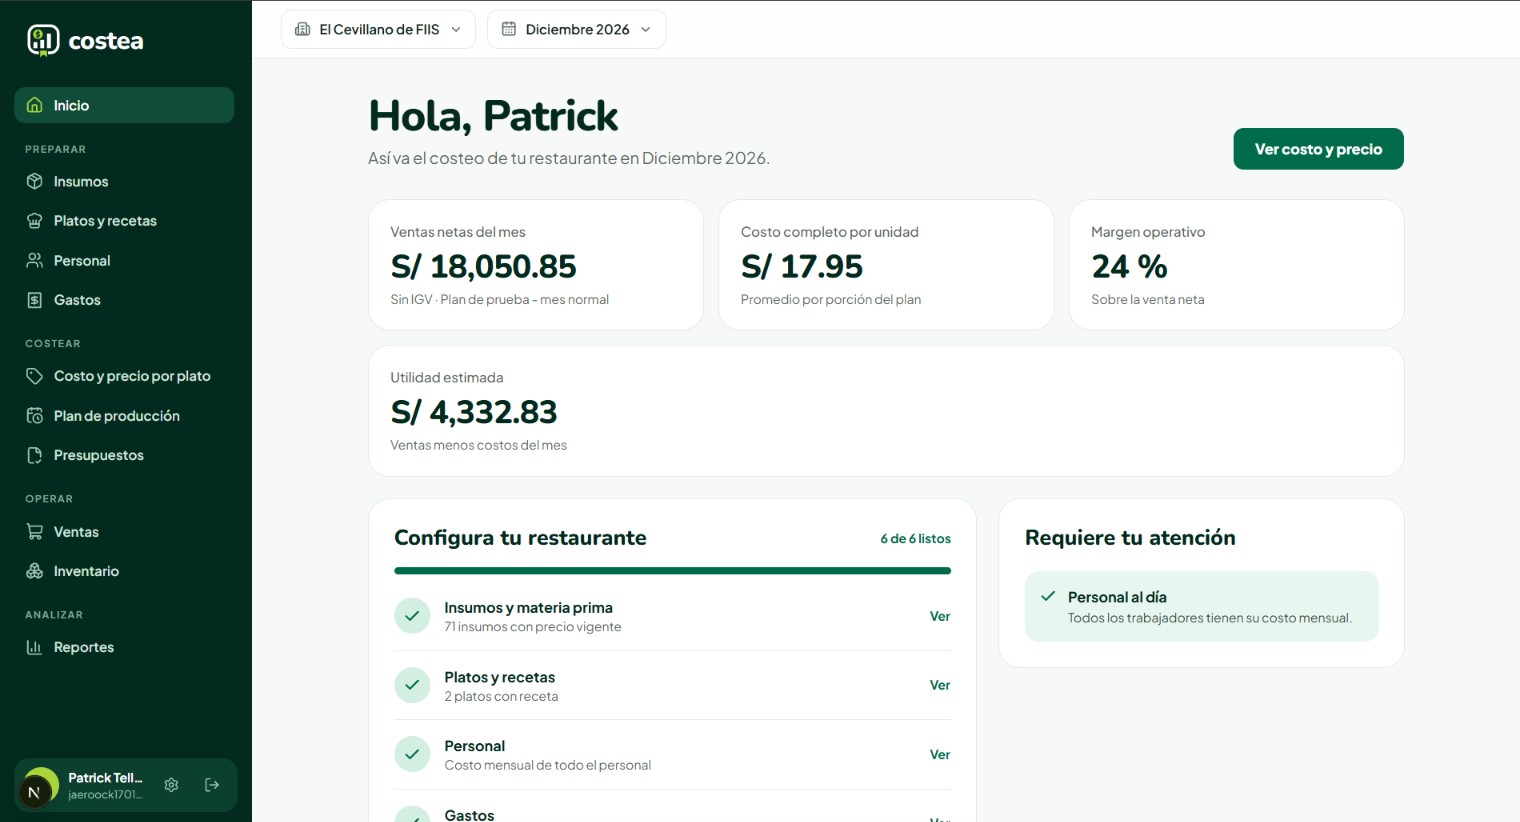 costea
El Cevillano de FIIS
Diciembre 2026
Inicio
PREPARAR
Insumos
Platos y recetas
Personal
Gastos
COSTEAR
Costo y precio por plato
Plan de producción
Presupuestos
OPERAR
Ventas
Inventario
ANALIZAR
Reportes
Patrick Tell...
jaeroock1701...
N
Hola, Patrick
Así va el costeo de tu restaurante en Diciembre 2026.
Ver costo y precio
Ventas netas del mes
S/ 18,050.85
Sin IGV · Plan de prueba - mes normal
Costo completo por unidad
S/ 17.95
Promedio por porción del plan
Margen operativo
24 %
Sobre la venta neta
Utilidad estimada
S/ 4,332.83
Ventas menos costos del mes
Configura tu restaurante
6 de 6 listos
Insumos y materia prima
71 insumos con precio vigente
Ver
Platos y recetas
2 platos con receta
Ver
Personal
Costo mensual de todo el personal
Ver
Gastos
Ver
Requiere tu atención
Personal al día
Todos los trabajadores tienen su costo mensual.